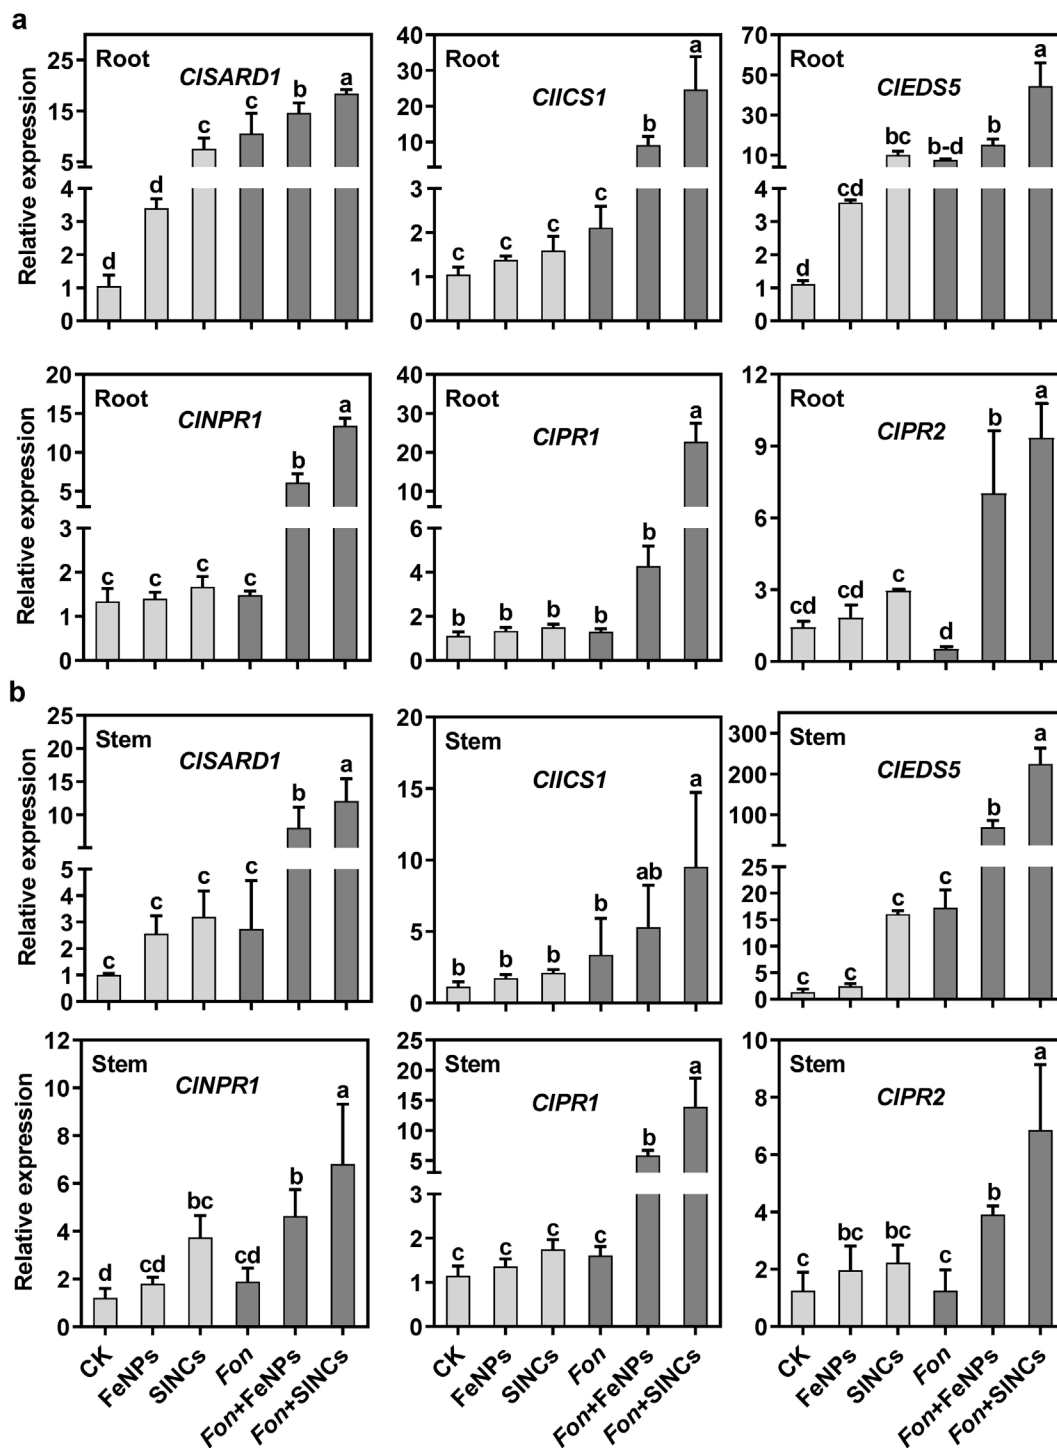 a
Relative expression
Root
ClSARD1
25
15
5
4
3
2
1
0
d
d
c
c
b
a
Root
ClICS1
40
30
20
10
3
2
1
0
c
c
c
c
b
a
Root
ClEDS5
70
50
30
10
4
3
2
1
0
d
cd
bc
b-d
b
a
Relative expression
Root
ClNPR1
20
15
10
5
3
2
1
0
c
c
c
c
b
a
Root
ClPR1
40
30
20
10
6
4
2
0
b
b
b
b
b
a
Root
ClPR2
12
9
6
3
0
cd
cd
c
d
b
a
b
Relative expression
Stem
ClSARD1
25
20
15
10
5
4
3
2
1
0
c
c
c
c
b
a
Stem
ClICS1
20
15
10
5
0
b
b
b
b
ab
a
Stem
ClEDS5
300
200
100
25
20
15
10
5
0
c
c
c
c
b
a
Relative expression
Stem
ClNPR1
12
10
8
6
4
2
0
d
cd
bc
cd
b
a
CK
FeNPs
SINCs
Fon
Fon+FeNPs
Fon+SINCs
Stem
ClPR1
25
20
15
10
5
3
2
1
0
c
c
c
c
b
a
CK
FeNPs
SINCs
Fon
Fon+FeNPs
Fon+SINCs
Stem
ClPR2
10
8
6
4
2
0
c
bc
bc
c
b
a
CK
FeNPs
SINCs
Fon
Fon+FeNPs
Fon+SINCs